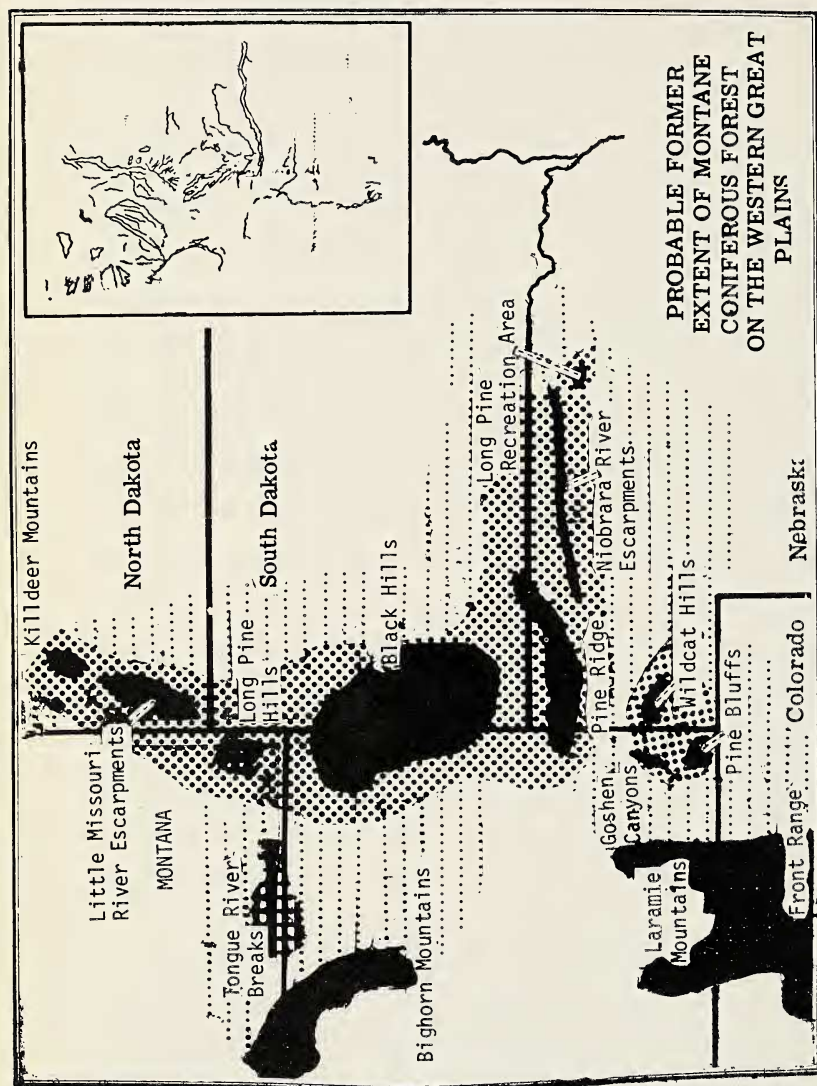 Killdeer Mountains
North Dakota
South Dakota
Little Missouri
River Escarpments
MONTANA
Long Pine
Hills
Tongue River
Breaks
Black Hills
Bighorn Mountains
Long Pine
Recreation Area
Niobrara River
Escarpments
Pine Ridge
Goshen
Canyons
Wildcat Hills
Pine Bluffs
Laramie
Mountains
Front Range
Colorado
Nebraska
PROBABLE FORMER
EXTENT OF MONTANE
CONIFEROUS FOREST
ON THE WESTERN GREAT
PLAINS